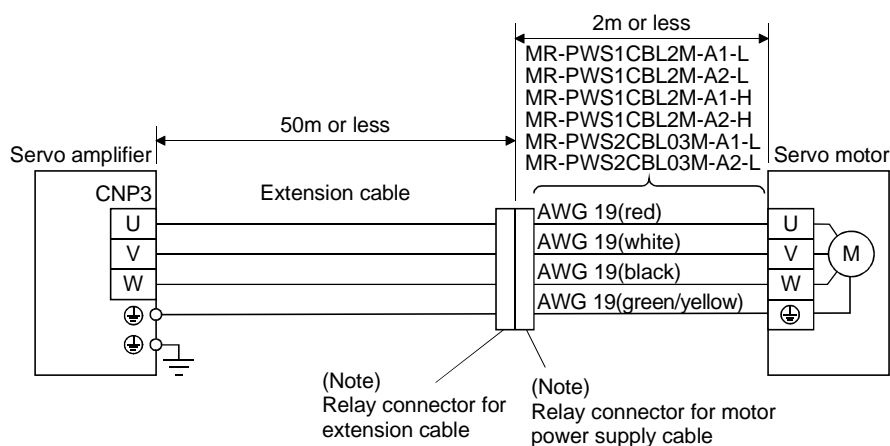 2m or less
MR-PWS1CBL2M-A1-L
MR-PWS1CBL2M-A2-L
MR-PWS1CBL2M-A1-H
MR-PWS1CBL2M-A2-H
MR-PWS2CBL03M-A1-L
MR-PWS2CBL03M-A2-L
50m or less
Servo amplifier
Servo motor
CNP3
Extension cable
U
V
W
AWG 19(red)
AWG 19(white)
AWG 19(black)
AWG 19(green/yellow)
U
V
W
M
(Note)
Relay connector for
extension cable
(Note)
Relay connector for motor
power supply cable